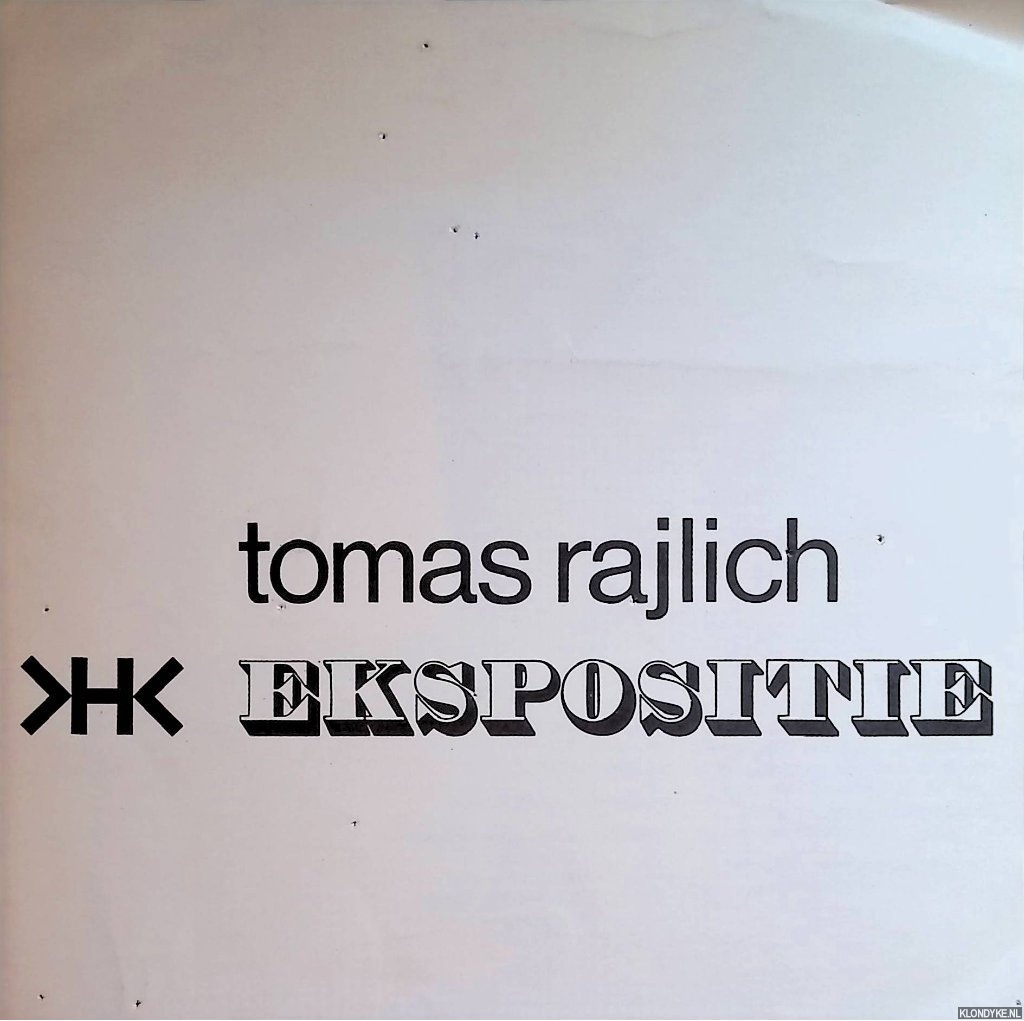 tomas rajlich
KHK EKSPOSITIE
KLONDYKE.NL